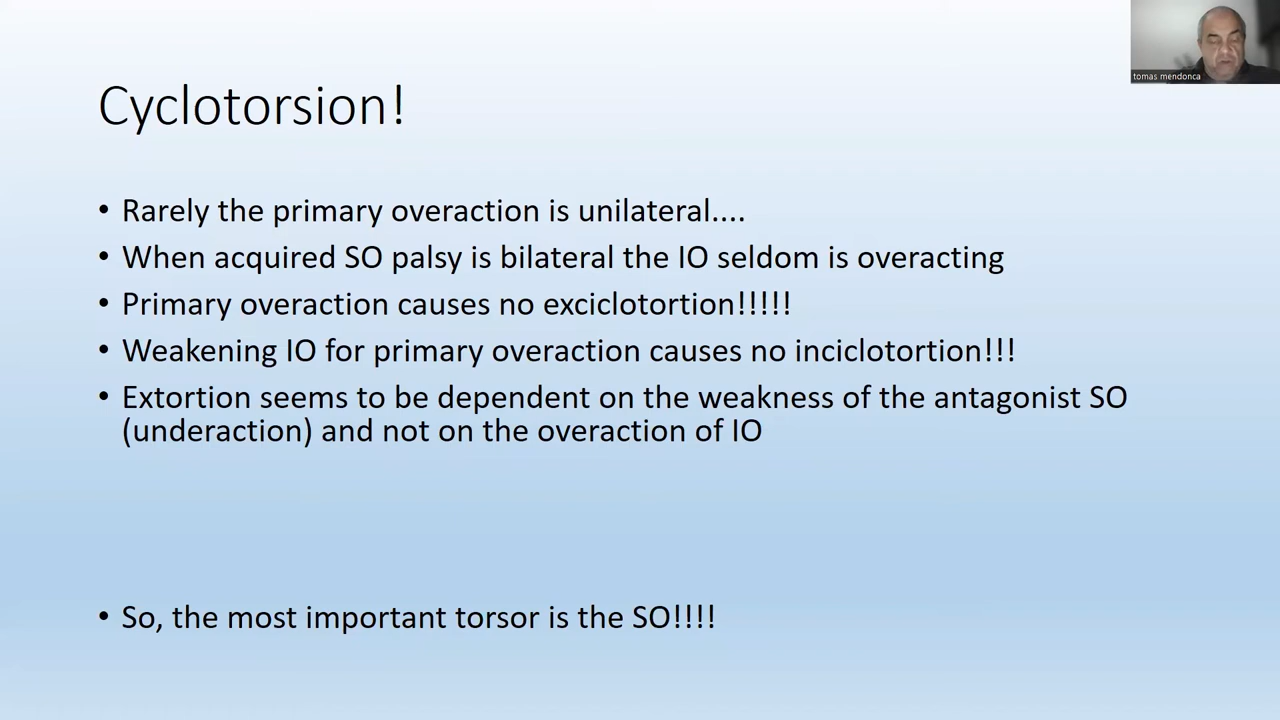 tomas mendonca
Cyclotorsion!
• Rarely the primary overaction is unilateral....
• When acquired SO palsy is bilateral the IO seldom is overacting
• Primary overaction causes no exciclotortion!!!!!
• Weakening IO for primary overaction causes no inciclotortion!!!
• Extortion seems to be dependent on the weakness of the antagonist SO
(underaction) and not on the overaction of IO
• So, the most important torsor is the SO!!!!